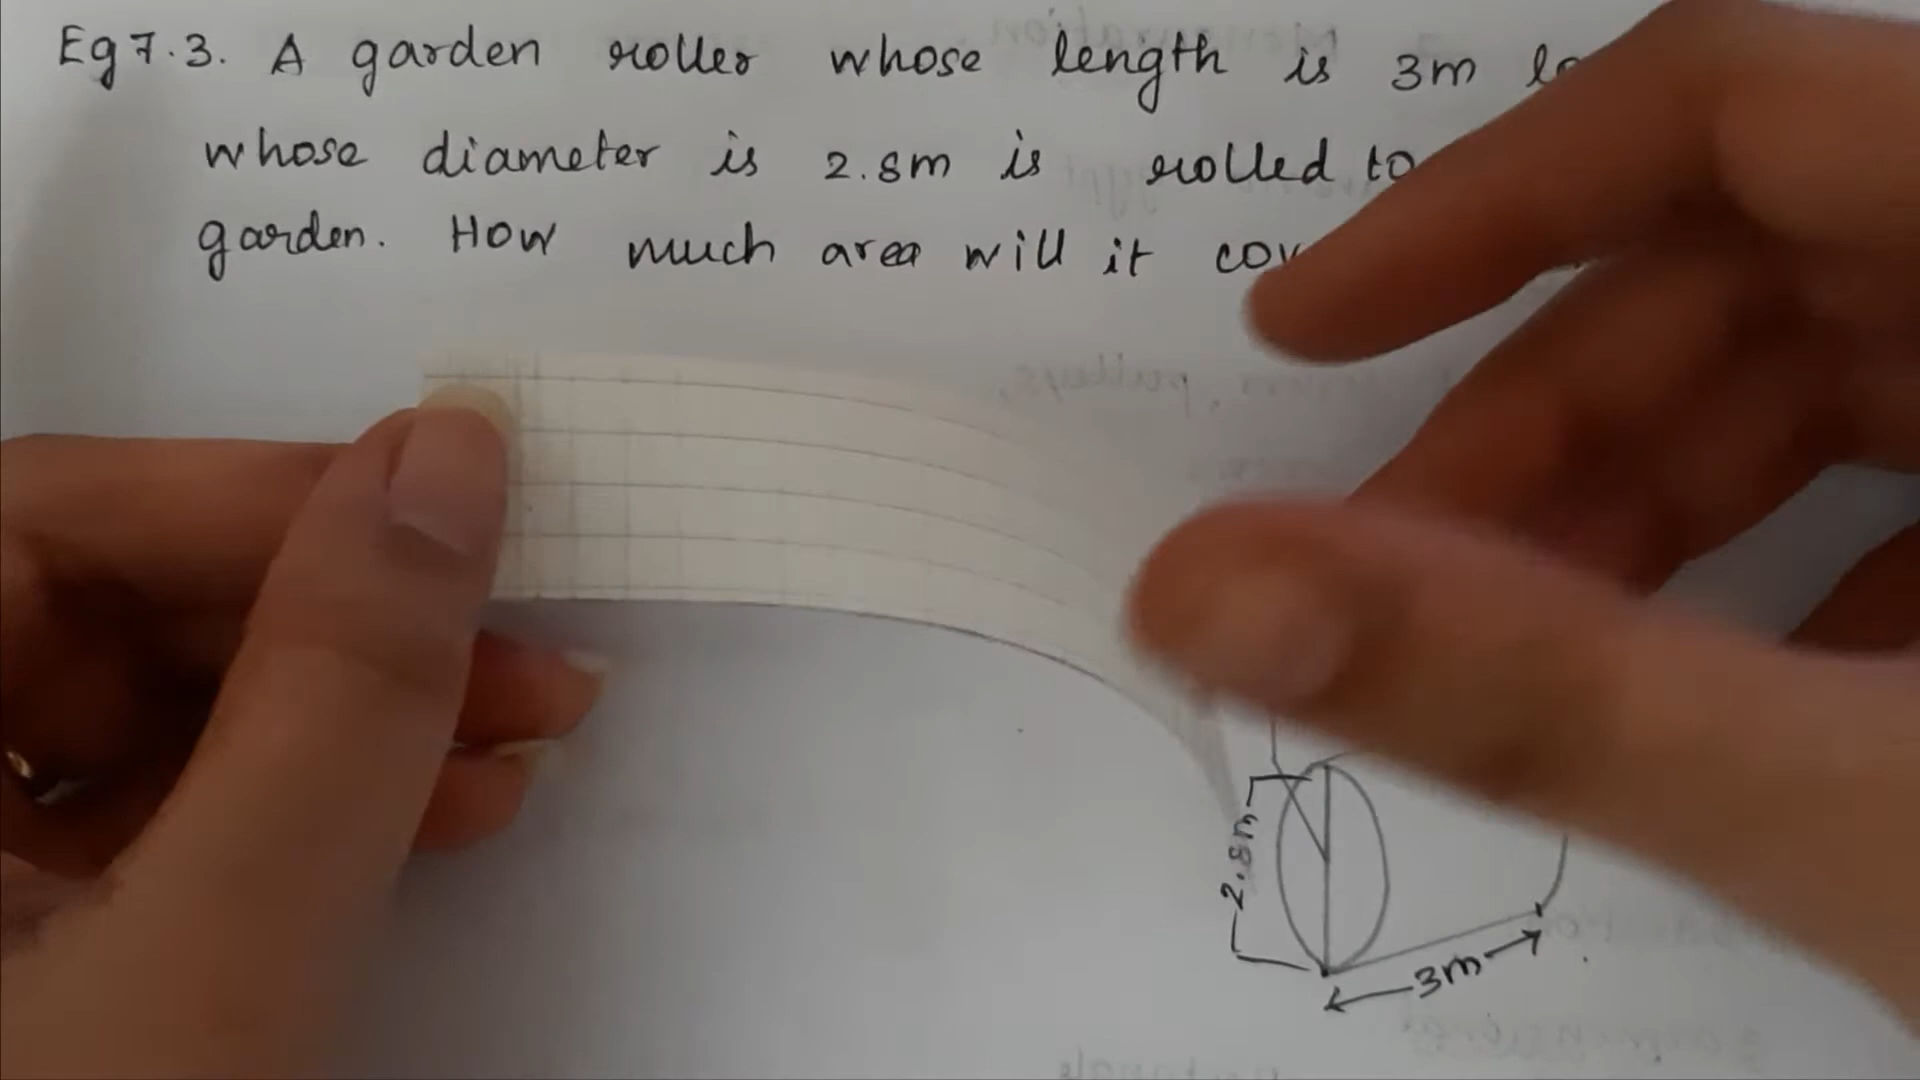 Eg 7.3. A garden roller whose length is 3m
whose diameter is 2.8m is rolled to
garden. How much area will it
2.8m
3m